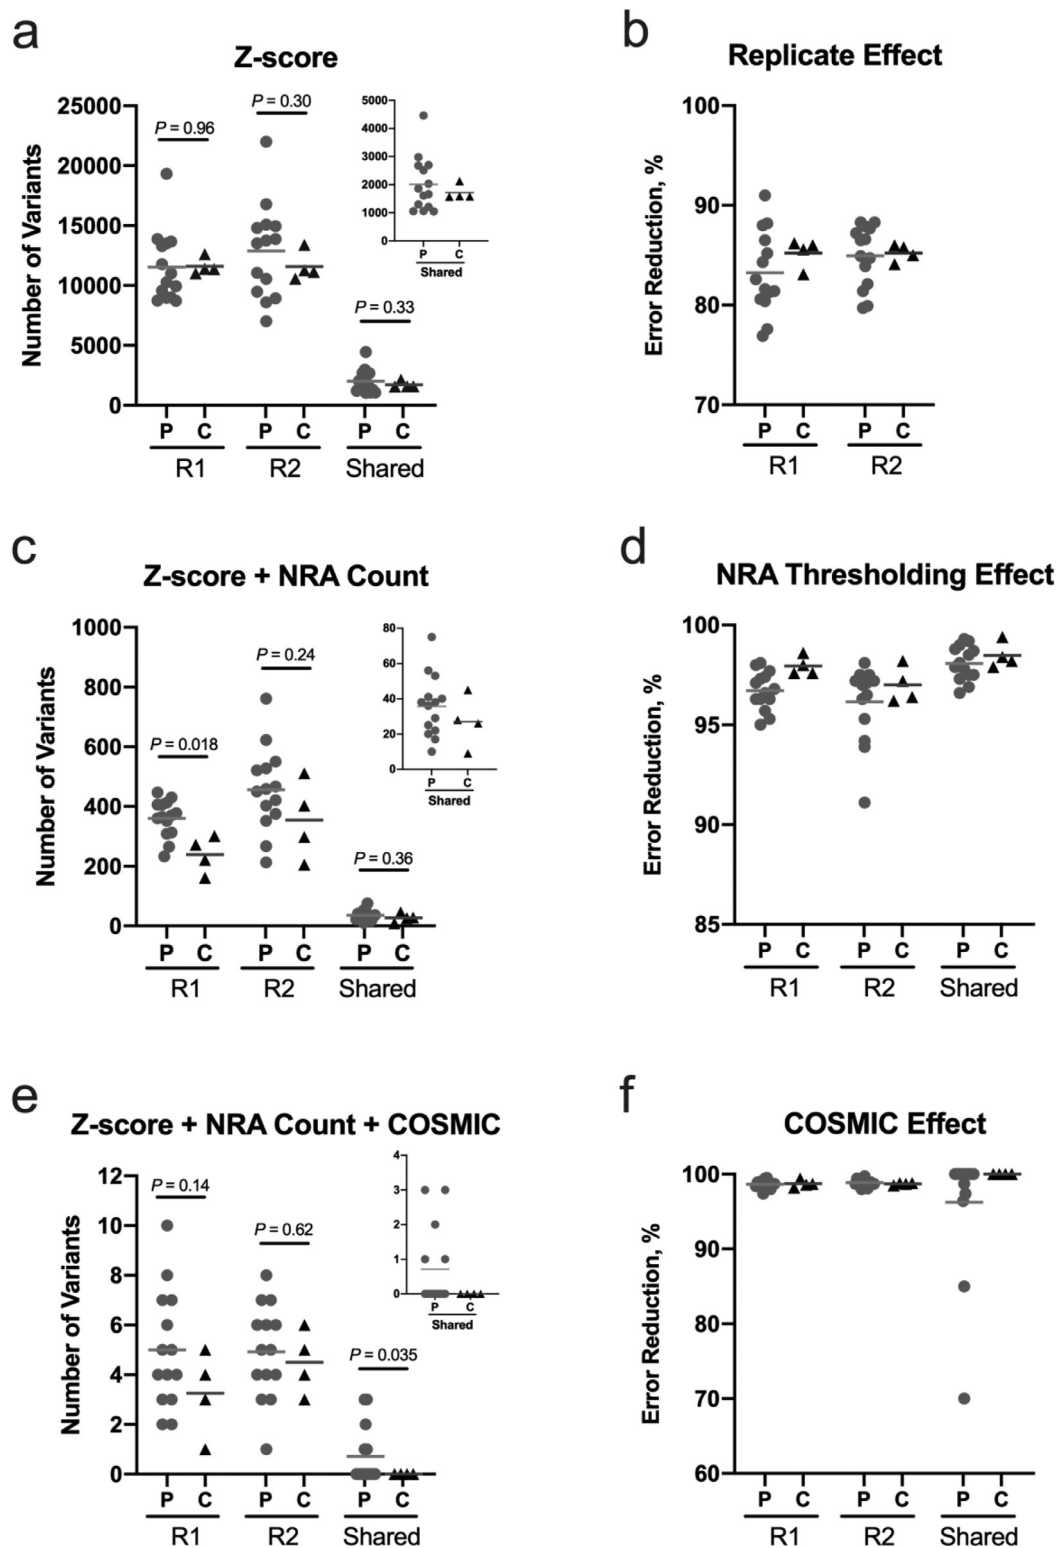 a
Z-score
Number of Variants
25000
20000
15000
10000
5000
0
P = 0.96
P = 0.30
P = 0.33
P C P C P C
R1 R2 Shared
5000
4000
3000
2000
1000
0
P C
Shared
b
Replicate Effect
Error Reduction, %
100
90
80
70
P C P C
R1 R2
c
Z-score + NRA Count
Number of Variants
1000
800
600
400
200
0
P = 0.018
P = 0.24
P = 0.36
P C P C P C
R1 R2 Shared
80
60
40
20
0
P C
Shared
d
NRA Thresholding Effect
Error Reduction, %
100
95
90
85
P C P C P C
R1 R2 Shared
e
Z-score + NRA Count + COSMIC
Number of Variants
12
10
8
6
4
2
0
P = 0.14
P = 0.62
P = 0.035
P C P C P C
R1 R2 Shared
4
3
2
1
0
P C
Shared
f
COSMIC Effect
Error Reduction, %
100
90
80
70
60
P C P C P C
R1 R2 Shared